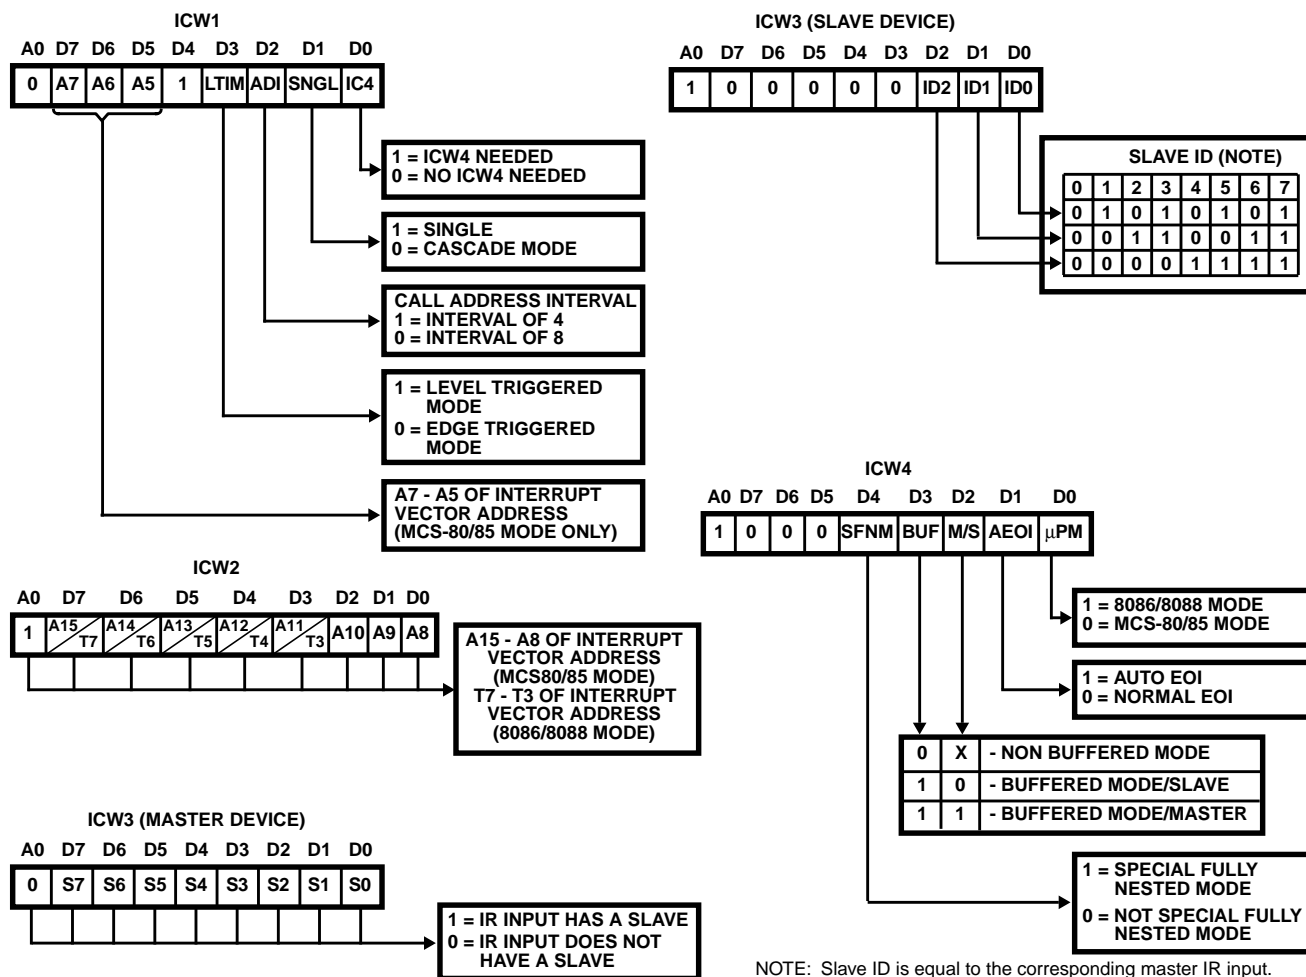 ICW1
A0 D7 D6 D5 D4 D3 D2 D1 D0
0 A7 A6 A5 1 LTIM ADI SNGL IC4
1 = ICW4 NEEDED
0 = NO ICW4 NEEDED
1 = SINGLE
0 = CASCADE MODE
CALL ADDRESS INTERVAL
1 = INTERVAL OF 4
0 = INTERVAL OF 8
1 = LEVEL TRIGGERED
MODE
0 = EDGE TRIGGERED
MODE
A7 - A5 OF INTERRUPT
VECTOR ADDRESS
(MCS-80/85 MODE ONLY)
ICW2
A0 D7 D6 D5 D4 D3 D2 D1 D0
1 A15/T7 A14/T6 A13/T5 A12/T4 A11/T3 A10 A9 A8
A15 - A8 OF INTERRUPT
VECTOR ADDRESS
(MCS80/85 MODE)
T7 - T3 OF INTERRUPT
VECTOR ADDRESS
(8086/8088 MODE)
ICW3 (MASTER DEVICE)
A0 D7 D6 D5 D4 D3 D2 D1 D0
0 S7 S6 S5 S4 S3 S2 S1 S0
1 = IR INPUT HAS A SLAVE
0 = IR INPUT DOES NOT
HAVE A SLAVE
ICW3 (SLAVE DEVICE)
A0 D7 D6 D5 D4 D3 D2 D1 D0
1 0 0 0 0 0 ID2 ID1 ID0
SLAVE ID (NOTE)
0 1 2 3 4 5 6 7
0 1 0 1 0 1 0 1
0 0 1 1 0 0 1 1
0 0 0 0 1 1 1 1
ICW4
A0 D7 D6 D5 D4 D3 D2 D1 D0
1 0 0 0 SFNM BUF M/S AEOI μPM
1 = 8086/8088 MODE
0 = MCS-80/85 MODE
1 = AUTO EOI
0 = NORMAL EOI
0 X - NON BUFFERED MODE
1 0 - BUFFERED MODE/SLAVE
1 1 - BUFFERED MODE/MASTER
1 = SPECIAL FULLY
NESTED MODE
0 = NOT SPECIAL FULLY
NESTED MODE
NOTE: Slave ID is equal to the corresponding master IR input.